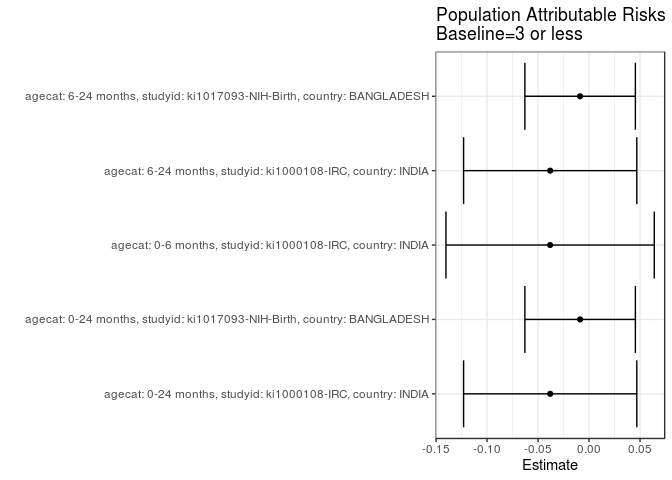 Population Attributable Risks
Baseline=3 or less
agecat: 6-24 months, studyid: ki1017093-NIH-Birth, country: BANGLADESH
agecat: 6-24 months, studyid: ki1000108-IRC, country: INDIA
agecat: 0-6 months, studyid: ki1000108-IRC, country: INDIA
agecat: 0-24 months, studyid: ki1017093-NIH-Birth, country: BANGLADESH
agecat: 0-24 months, studyid: ki1000108-IRC, country: INDIA
-0.15 -0.10 -0.05 0.00 0.05
Estimate